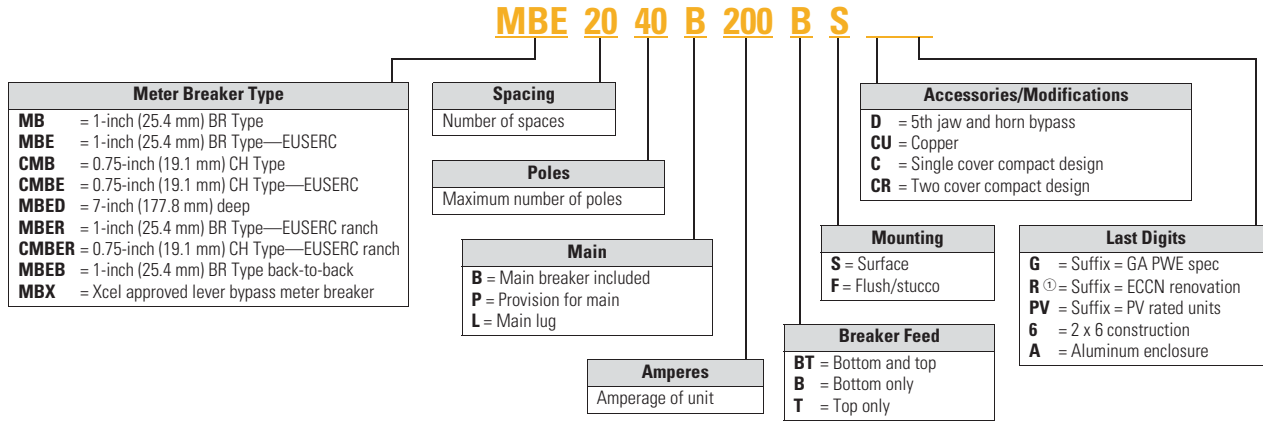 MBE 20 40 B 200 B S
Meter Breaker Type
MB = 1-inch (25.4 mm) BR Type
MBE = 1-inch (25.4 mm) BR Type—EUSERC
CMB = 0.75-inch (19.1 mm) CH Type
CMBE = 0.75-inch (19.1 mm) CH Type—EUSERC
MBED = 7-inch (177.8 mm) deep
MBER = 1-inch (25.4 mm) BR Type—EUSERC ranch
CMBER = 0.75-inch (19.1 mm) CH Type—EUSERC ranch
MBEB = 1-inch (25.4 mm) BR Type back-to-back
MBX = Xcel approved lever bypass meter breaker
Spacing
Number of spaces
Poles
Maximum number of poles
Main
B = Main breaker included
P = Provision for main
L = Main lug
Amperes
Amperage of unit
Breaker Feed
BT = Bottom and top
B = Bottom only
T = Top only
Mounting
S = Surface
F = Flush/stucco
Accessories/Modifications
D = 5th jaw and horn bypass
CU = Copper
C = Single cover compact design
CR = Two cover compact design
Last Digits
G = Suffix = GA PWE spec
R ① = Suffix = ECCN renovation
PV = Suffix = PV rated units
6 = 2 x 6 construction
A = Aluminum enclosure